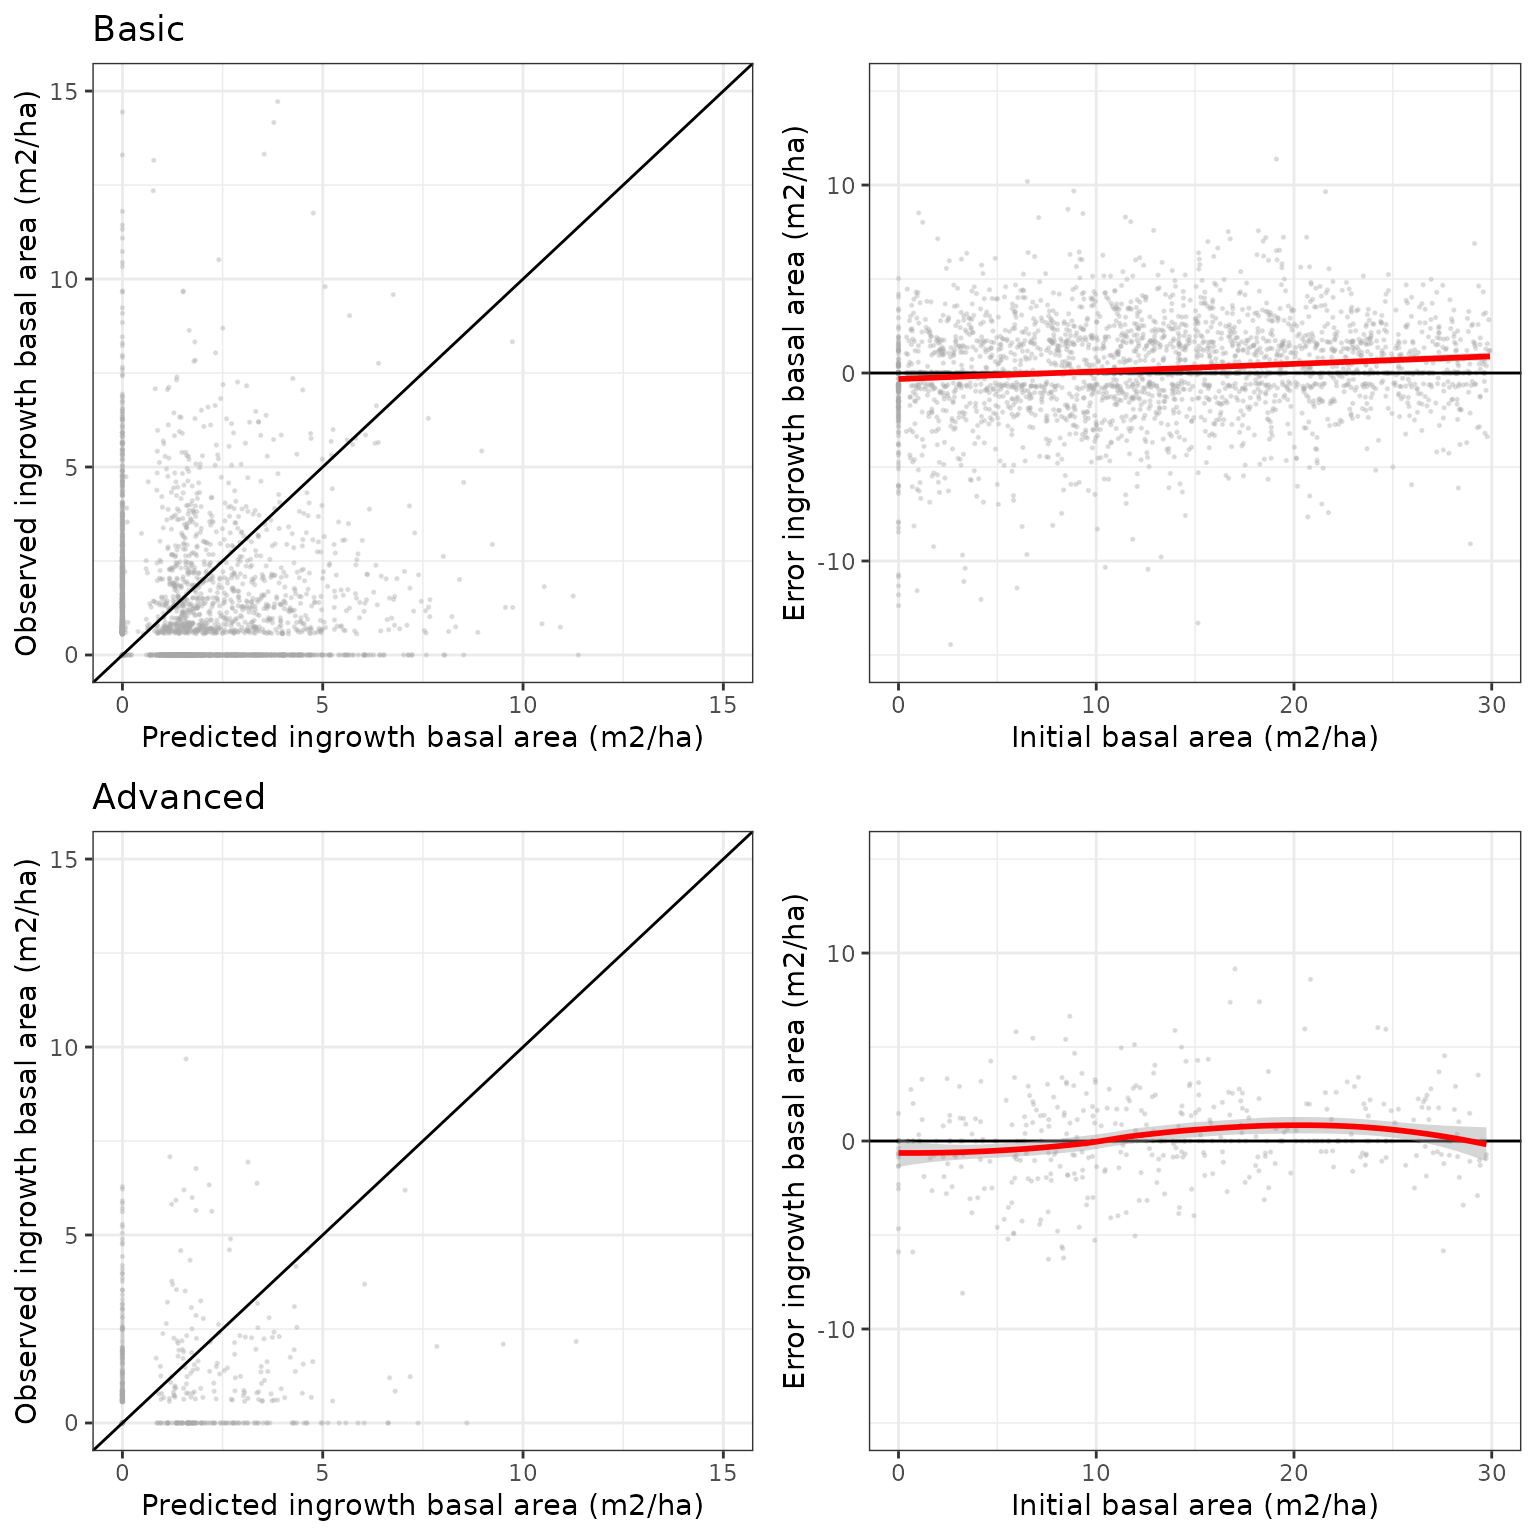 Basic
Observed ingrowth basal area (m2/ha)
15
10
5
0
0 5 10 15
Predicted ingrowth basal area (m2/ha)
Error ingrowth basal area (m2/ha)
10
0
-10
0 10 20 30
Initial basal area (m2/ha)
Advanced
Observed ingrowth basal area (m2/ha)
15
10
5
0
0 5 10 15
Predicted ingrowth basal area (m2/ha)
Error ingrowth basal area (m2/ha)
10
0
-10
0 10 20 30
Initial basal area (m2/ha)